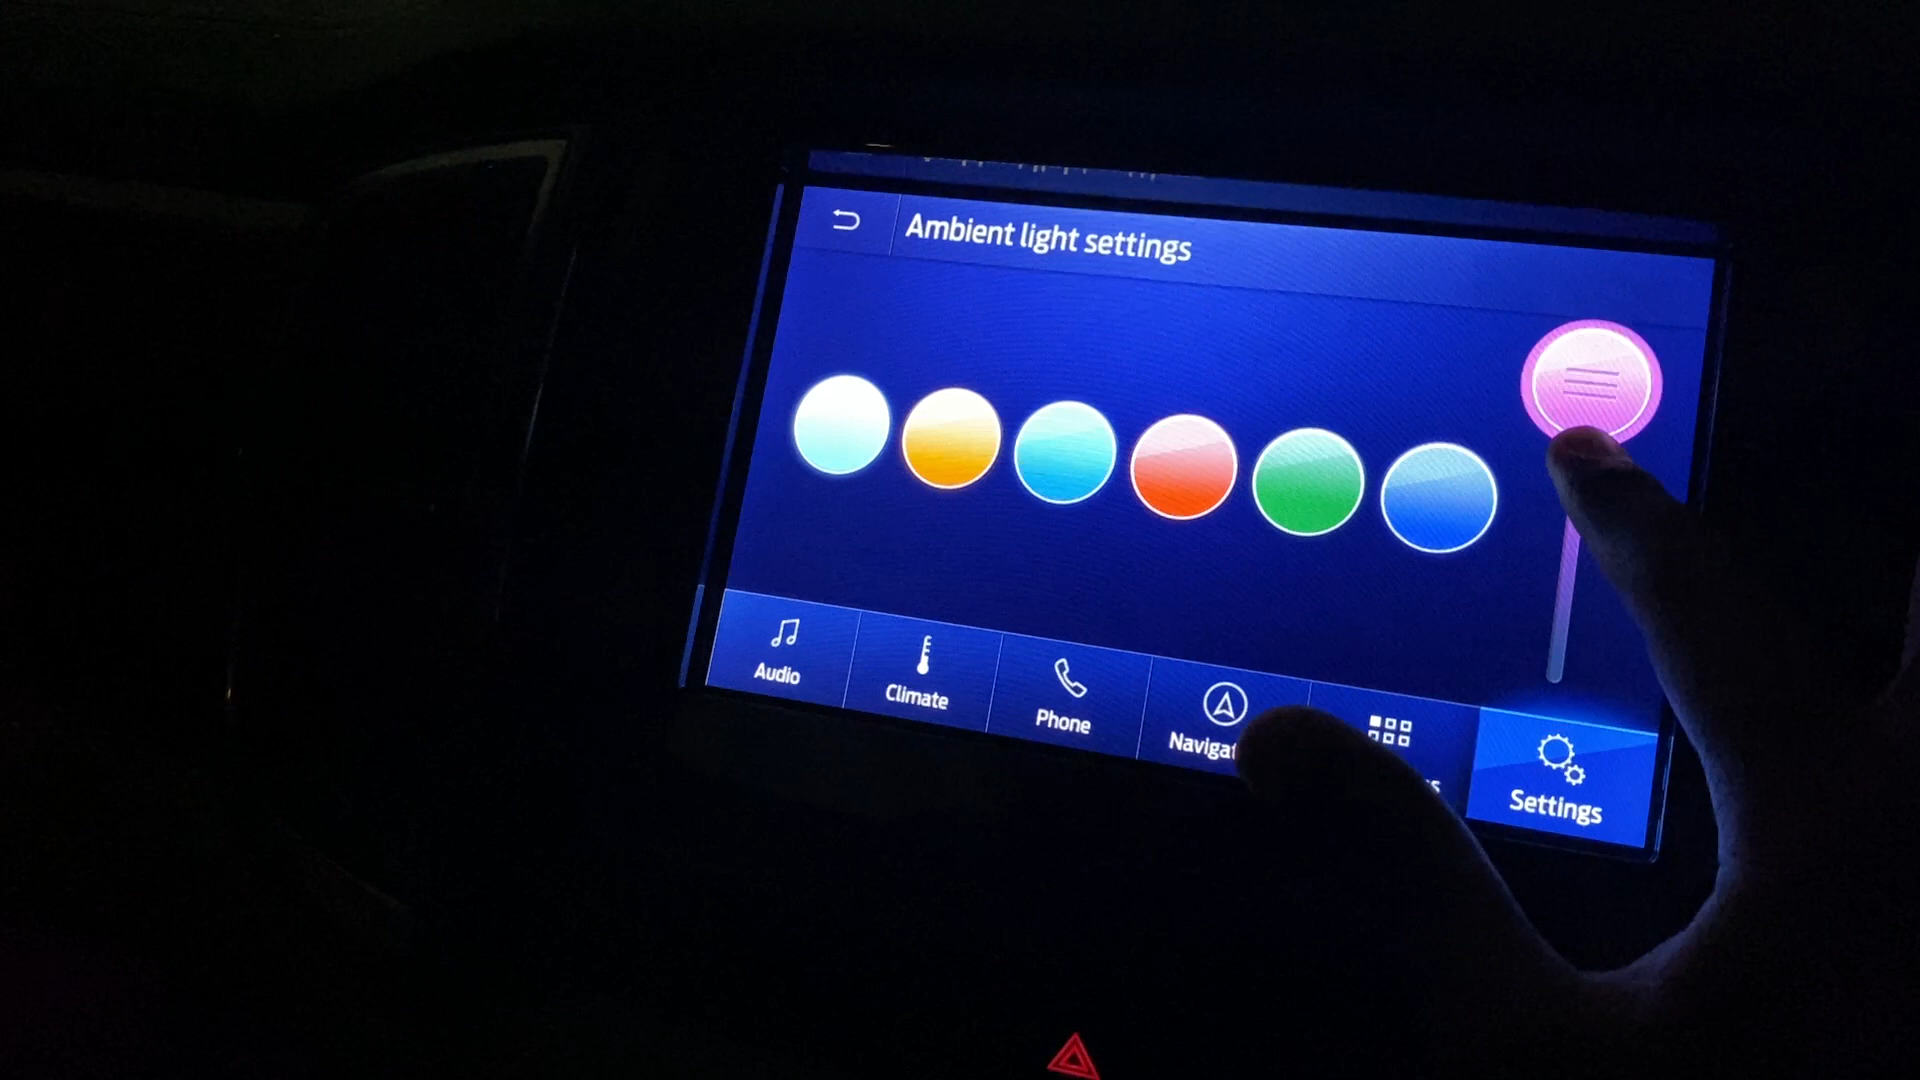 Ambient light settings
Audio
Climate
Phone
Navigat
s
Settings